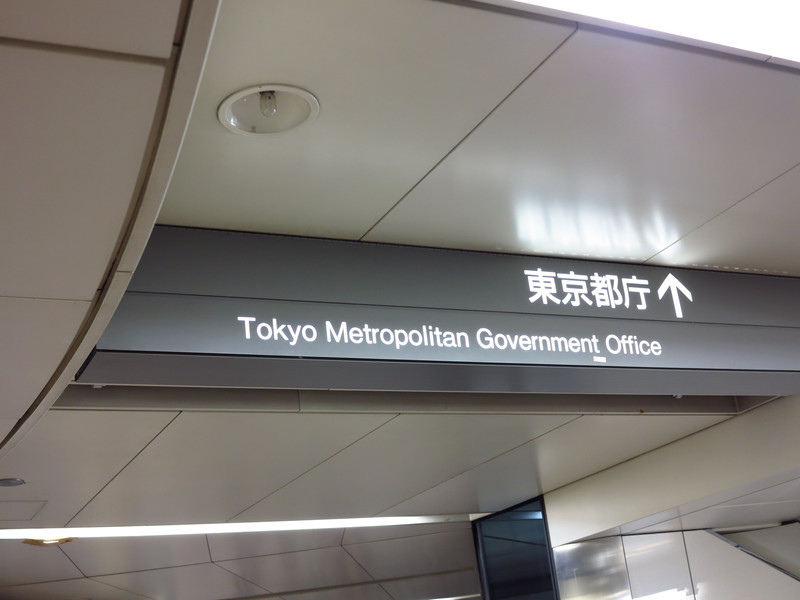 東京都庁 ↑
Tokyo Metropolitan Government Office